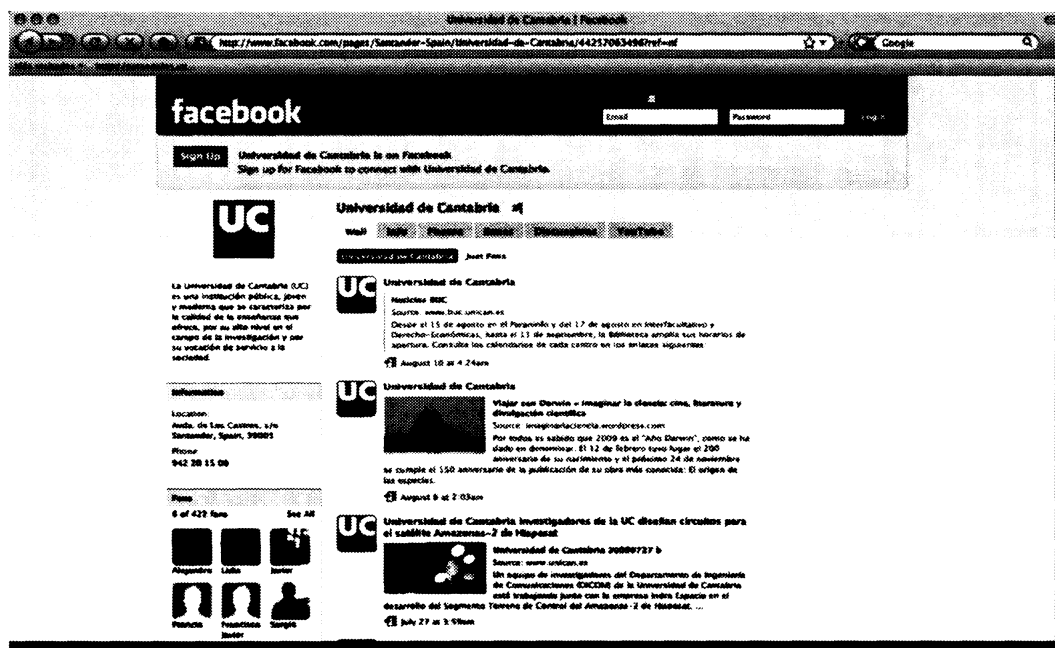 Universidad de Cantabria | Facebook
http://www.facebook.com/pages/Santander-Spain/Universidad-de-Cantabria/44257063496?ref=nf
Google
facebook
Email
Password
Login
Sign Up
Universidad de Cantabria is on Facebook
Sign up for Facebook to connect with Universidad de Cantabria.
UC
La Universidad de Cantabria (UC)
es una institución pública, joven
y moderna que se caracteriza por
la calidad de la enseñanza que
ofrece, por su alto nivel en el
campo de la investigación y por
su vocación de servicio a la
sociedad.
Information
Location:
Avda. de Los Castros, s/n
Santander, Spain, 39005
Phone:
942 20 15 00
Fans
6 of 422 fans
See All
Alejandro
Lidia
Javier
Patricia
Francisco
Javier
Sergio
Universidad de Cantabria
Wall
Info
Photos
Notas
Discussions
YouTube
Universidad de Cantabria
Just Fans
UC
Universidad de Cantabria
Noticias BUC
Source: www.buc.unican.es
Desde el 15 de agosto en el Paraninfo y del 17 de agosto en Interfacultativo y
Derecho-Económicas, hasta el 13 de septiembre, la Biblioteca amplía sus horarios de
apertura. Consulte los calendarios de cada centro en los enlaces siguientes
August 10 at 4:24am
UC
Universidad de Cantabria
Viajar con Darwin « Imaginar la ciencia: cine, literatura y
divulgación científica
Source: imaginarlaciencia.wordpress.com
Por todos es sabido que 2009 es el "Año Darwin", como se ha
dado en denominar. El 12 de febrero tuvo lugar el 200
aniversario de su nacimiento y el próximo 24 de noviembre
se cumple el 150 aniversario de la publicación de su obra más conocida: El origen de
las especies.
August 6 at 2:03am
UC
Universidad de Cantabria Investigadores de la UC diseñan circuitos para
el satélite Amazonas-2 de Hispasat
Universidad de Cantabria 20090727 b
Source: www.unican.es
Un equipo de investigadores del Departamento de Ingeniería
de Comunicaciones (DICOM) de la Universidad de Cantabria
está trabajando junto con la empresa Indra Espacio en el
desarrollo del Segmento Terreno de Control del Amazonas-2 de Hispasat. ...
July 27 at 3:59am
UC